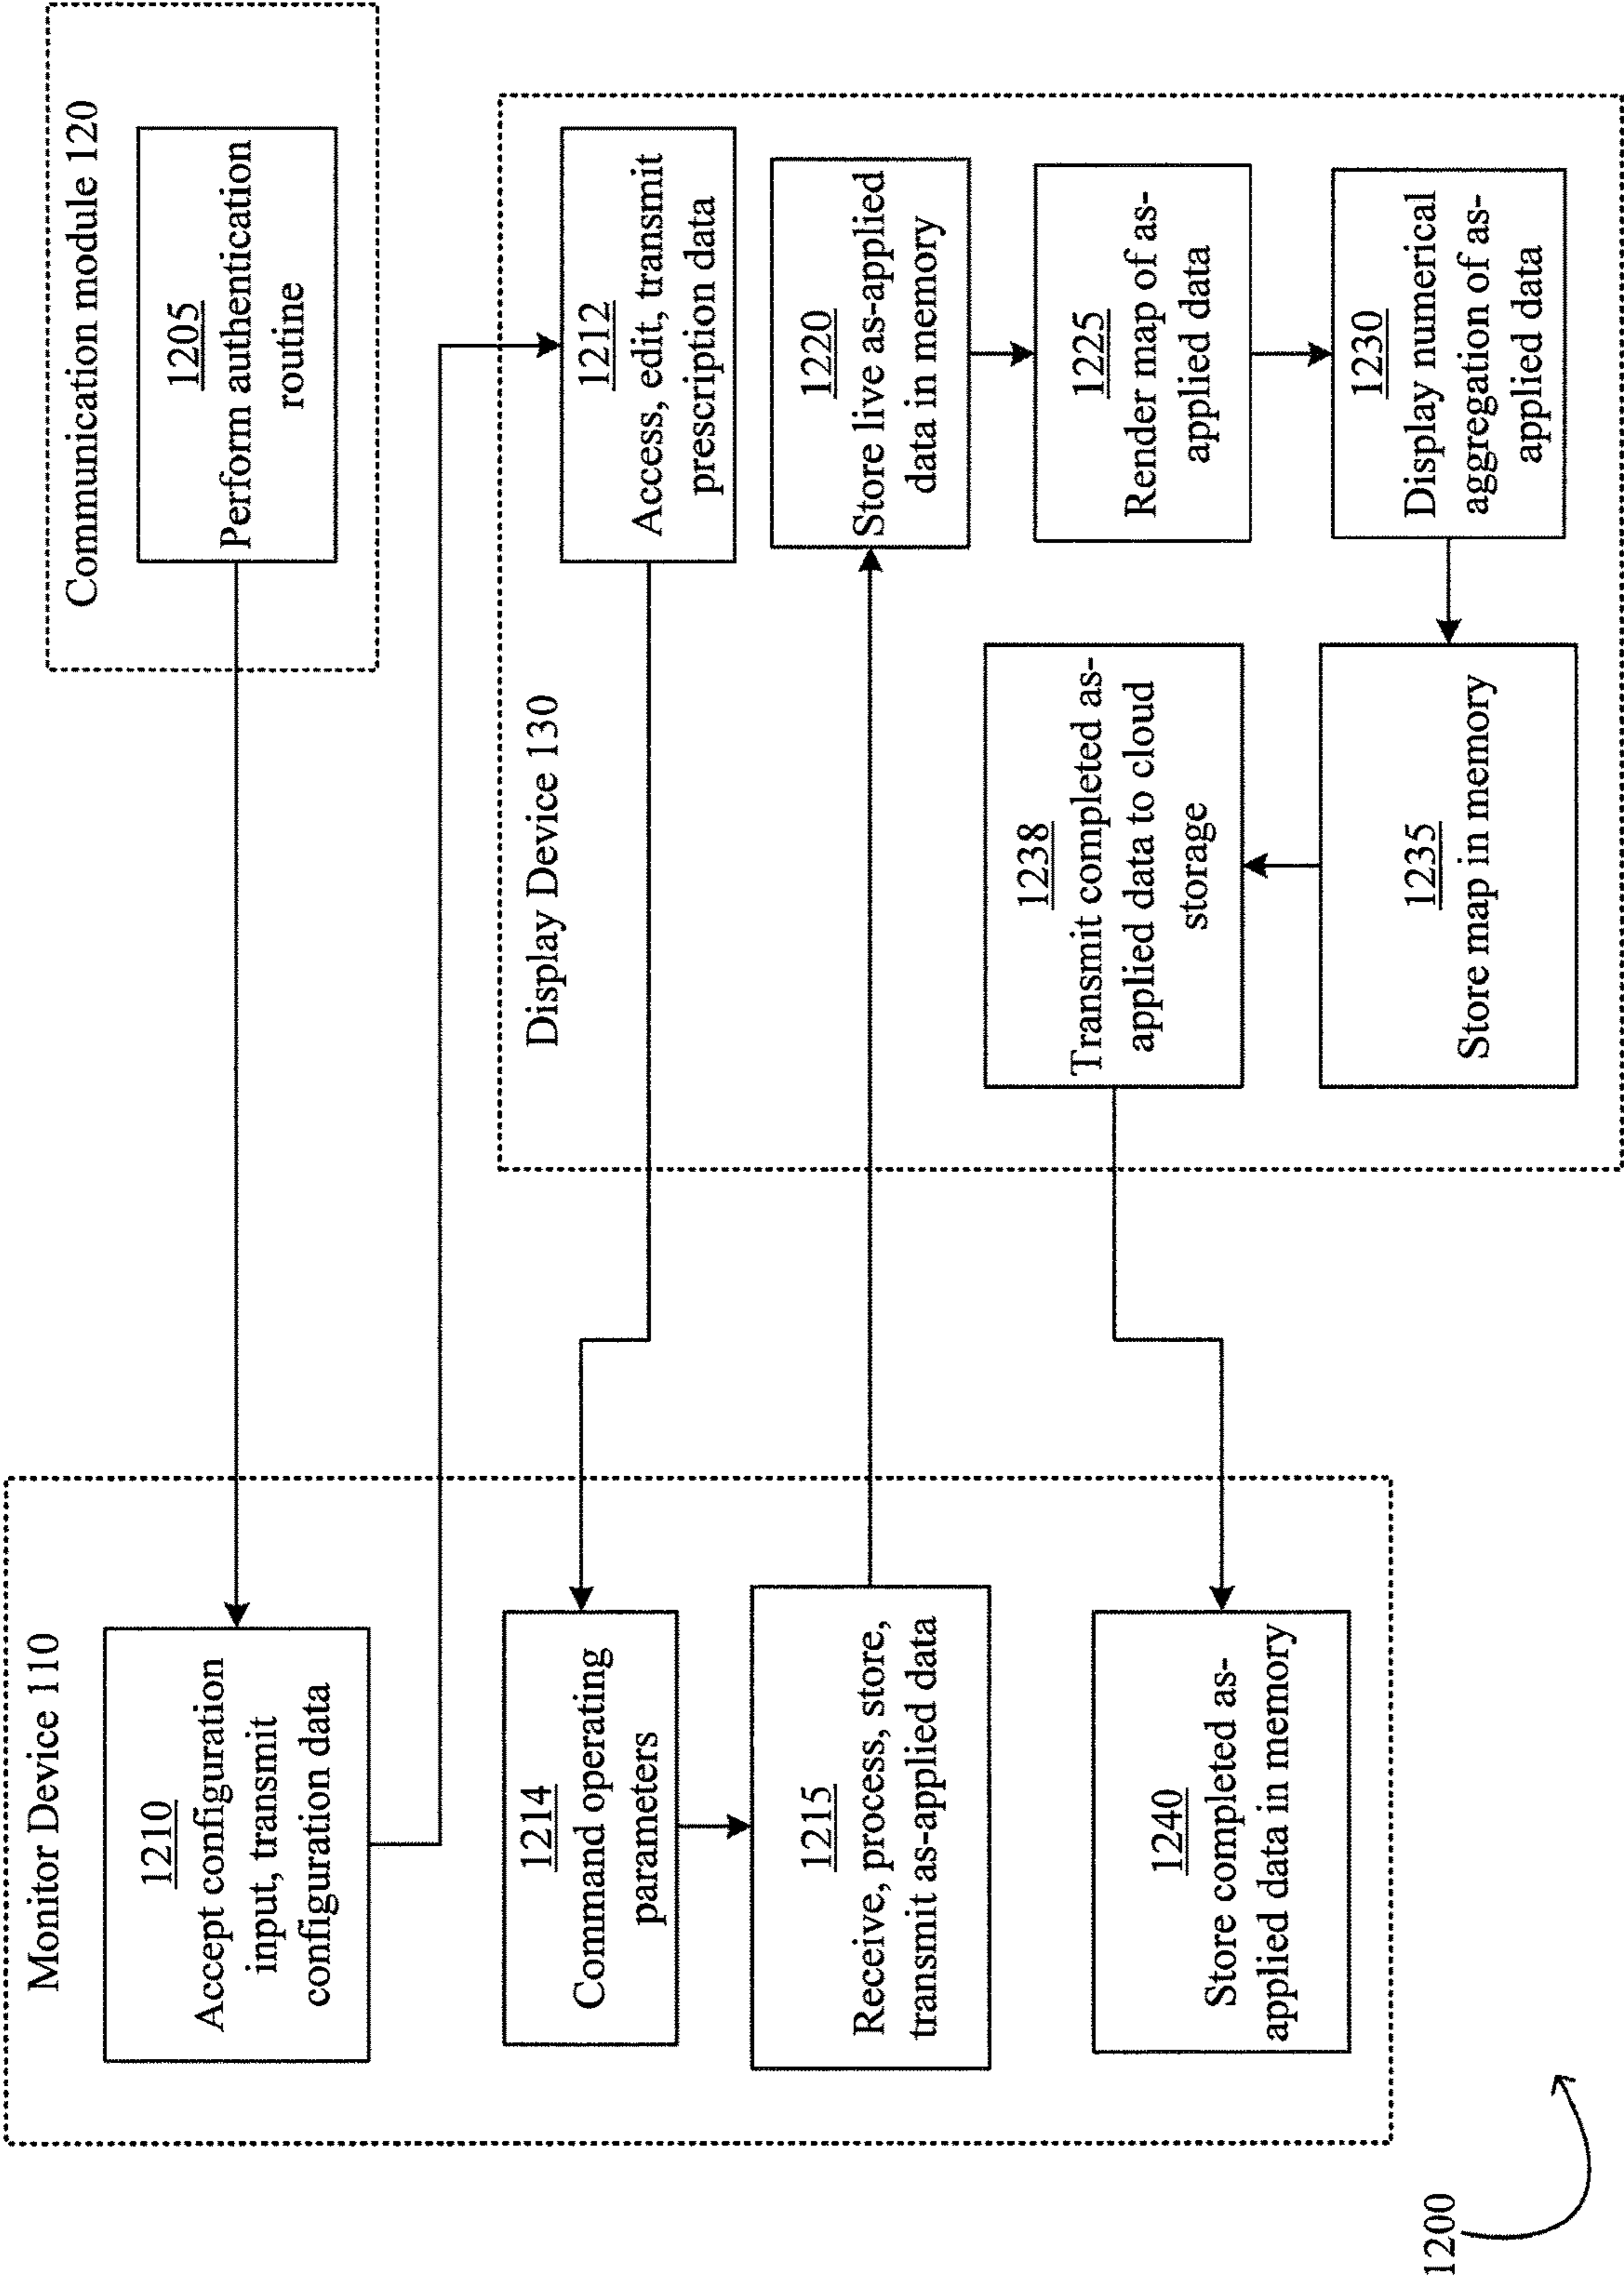 Monitor Device 110
1210
Accept configuration
input, transmit
configuration data
1214
Command operating
parameters
1215
Receive, process, store,
transmit as-applied data
1240
Store completed as-
applied data in memory
Communication module 120
1205
Perform authentication
routine
Display Device 130
1212
Access, edit, transmit
prescription data
1220
Store live as-applied
data in memory
1225
Render map of as-
applied data
1230
Display numerical
aggregation of as-
applied data
1238
Transmit completed as-
applied data to cloud
storage
1235
Store map in memory
1200